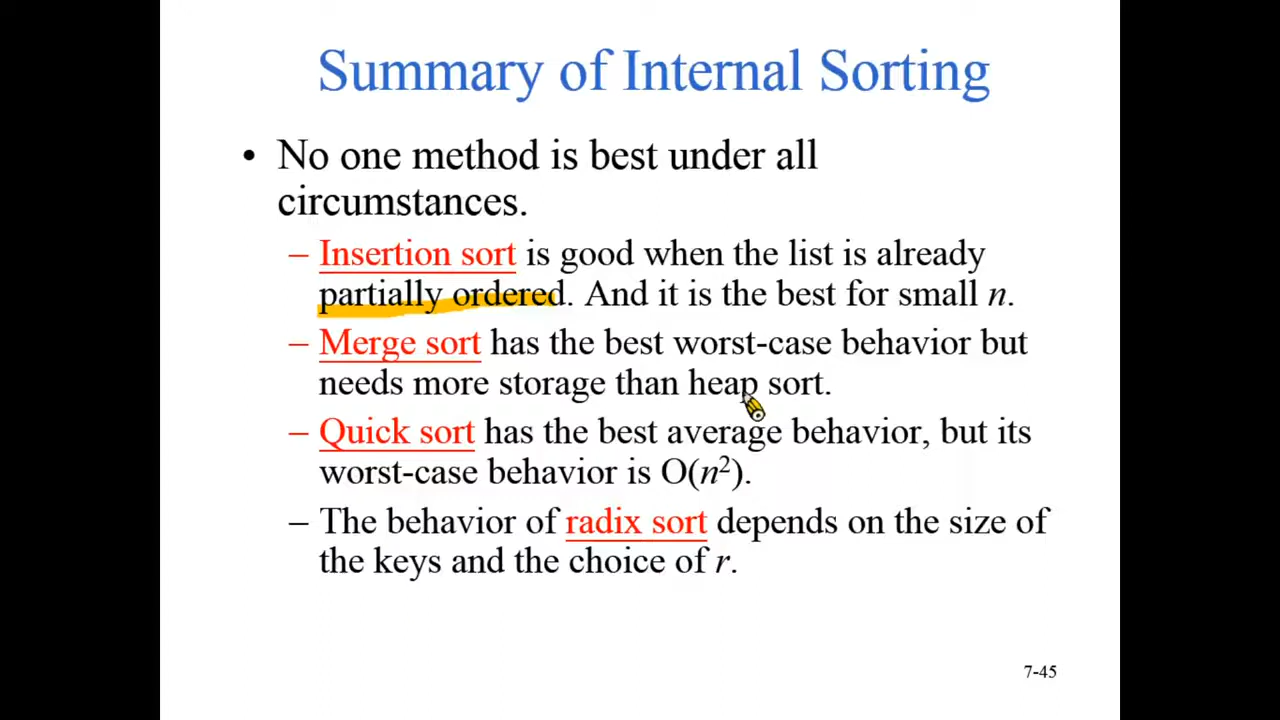 Summary of Internal Sorting
• No one method is best under all
circumstances.
– Insertion sort is good when the list is already
partially ordered. And it is the best for small n.
– Merge sort has the best worst-case behavior but
needs more storage than heap sort.
– Quick sort has the best average behavior, but its
worst-case behavior is O(n²).
– The behavior of radix sort depends on the size of
the keys and the choice of r.
7-45